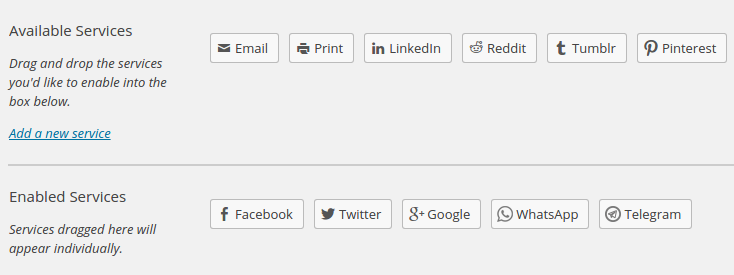 Available Services
Drag and drop the services
you'd like to enable into the
box below.
Add a new service
Email Print LinkedIn Reddit Tumblr Pinterest
Enabled Services
Services dragged here will
appear individually.
Facebook Twitter Google WhatsApp Telegram